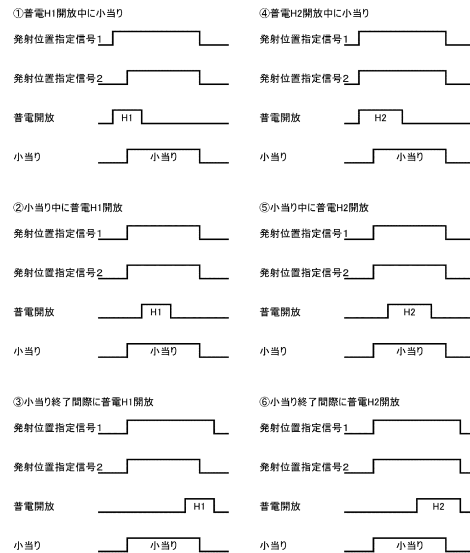 ①普電H1開放中に小当り
発射位置指定信号1
発射位置指定信号2
普電開放
H1
小当り
小当り
②小当り中に普電H1開放
発射位置指定信号1
発射位置指定信号2
普電開放
H1
小当り
小当り
③小当り終了間際に普電H1開放
発射位置指定信号1
発射位置指定信号2
普電開放
H1
小当り
小当り
④普電H2開放中に小当り
発射位置指定信号1
発射位置指定信号2
普電開放
H2
小当り
小当り
⑤小当り中に普電H2開放
発射位置指定信号1
発射位置指定信号2
普電開放
H2
小当り
小当り
⑥小当り終了間際に普電H2開放
発射位置指定信号1
発射位置指定信号2
普電開放
H2
小当り
小当り